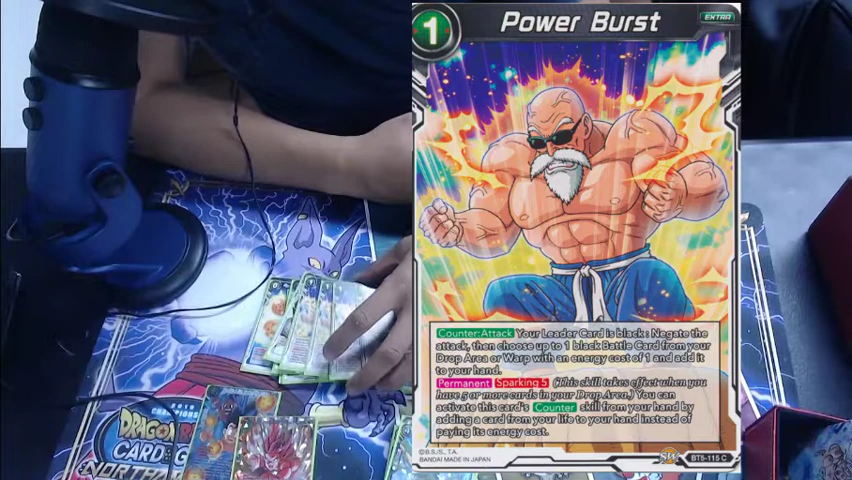 1
Power Burst
EXTRA
Counter:Attack Your Leader Card is black: Negate the
attack, then choose up to 1 black Battle Card from your
Drop Area or Warp with an energy cost of 1 and add it
to your hand.
Permanent Sparking 5 (This skill takes effect when you
have 5 or more cards in your Drop Area.) You can
activate this card's Counter skill from your hand by
adding a card from your life to your hand instead of
paying its energy cost.
©B.S./S., T.A.
BANDAI MADE IN JAPAN
BT5-115 C
2019
DRAGON
CARD G
NORTH